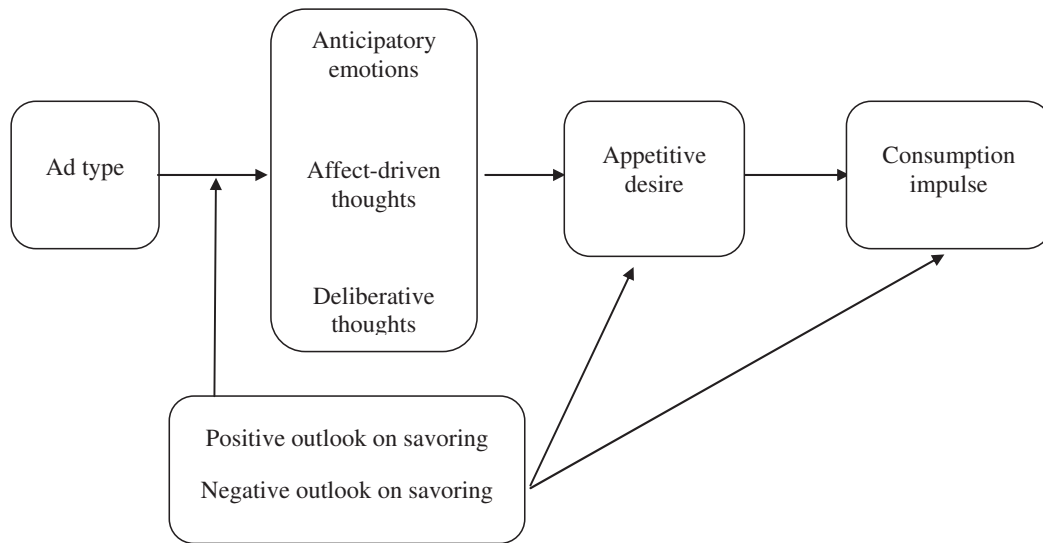 Anticipatory
emotions
Ad type
Affect-driven
thoughts
Deliberative
thoughts
Appetitive
desire
Consumption
impulse
Positive outlook on savoring
Negative outlook on savoring